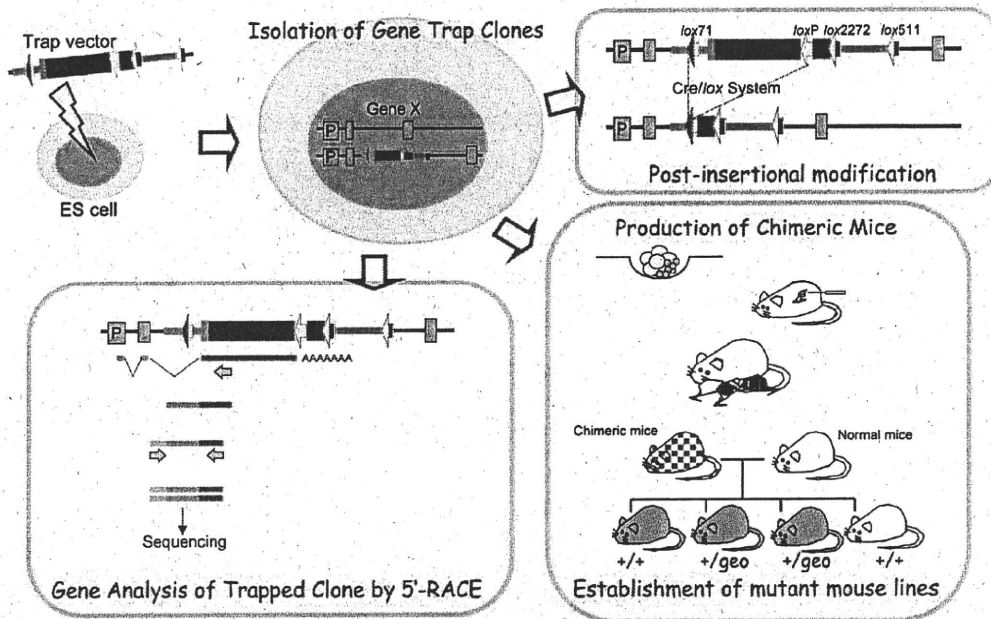 Trap vector
ES cell
Isolation of Gene Trap Clones
Gene X
P
P
lox71 loxP lox2272 lox511
P
Cre/lox System
P
Post-insertional modification
P
AAAAAAA
Sequencing
Gene Analysis of Trapped Clone by 5'-RACE
Production of Chimeric Mice
Chimeric mice
Normal mice
+/+ +/geo +/geo +/+
Establishment of mutant mouse lines